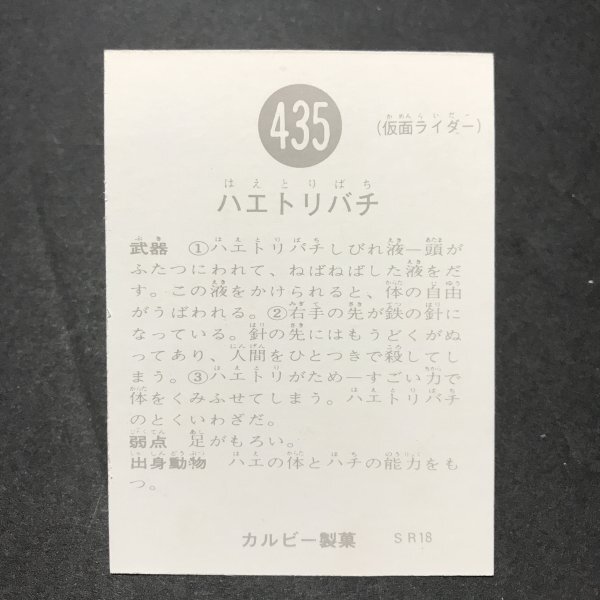 435
(仮面ライダー)
ハエトリバチ
武器 ①ハエトリバチしびれ液―頭が
ふたつにわれて、ねばねばした液をだ
す。この液をかけられると、体の自由
がうばわれる。②右手の先が鉄の針に
なっている。針の先にはもうどくがぬ
ってあり、人間をひとつきで殺してし
まう。③ハエトリがため―すごい力で
体をくみふせてしまう。ハエトリバチ
のとくいわざだ。
弱点 足がもろい。
出身動物 ハエの体とハチの能力をも
つ。
カルビー製菓 SR18